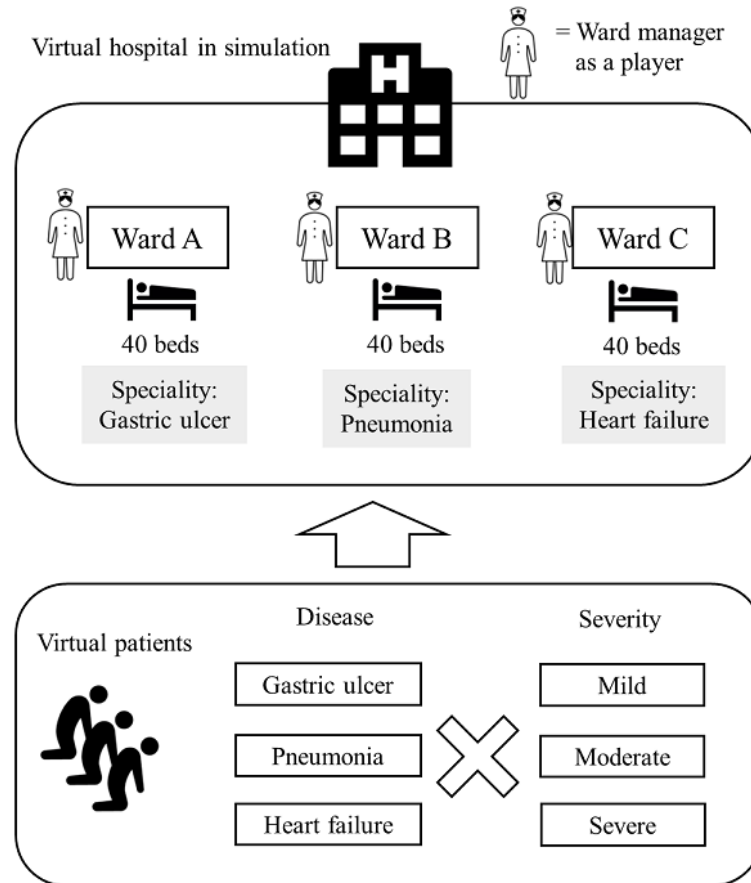 Virtual hospital in simulation
= Ward manager
as a player
H
Ward A
Ward B
Ward C
40 beds
40 beds
40 beds
Speciality:
Gastric ulcer
Speciality:
Pneumonia
Speciality:
Heart failure
Virtual patients
Disease
Severity
Gastric ulcer
Mild
Pneumonia
Moderate
Heart failure
Severe